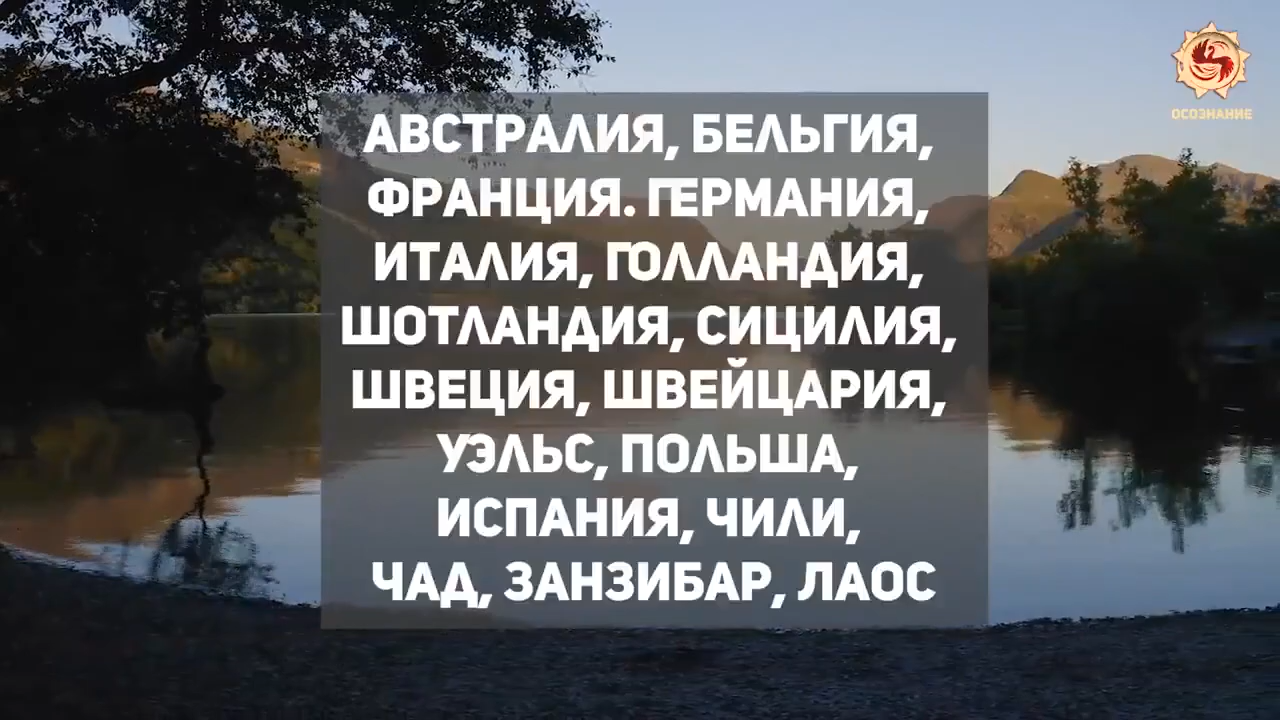 ОСОЗНАНИЕ
АВСТРАЛИЯ, БЕЛЬГИЯ,
ФРАНЦИЯ. ГЕРМАНИЯ,
ИТАЛИЯ, ГОЛЛАНДИЯ,
ШОТЛАНДИЯ, СИЦИЛИЯ,
ШВЕЦИЯ, ШВЕЙЦАРИЯ,
УЭЛЬС, ПОЛЬША,
ИСПАНИЯ, ЧИЛИ,
ЧАД, ЗАНЗИБАР, ЛАОС